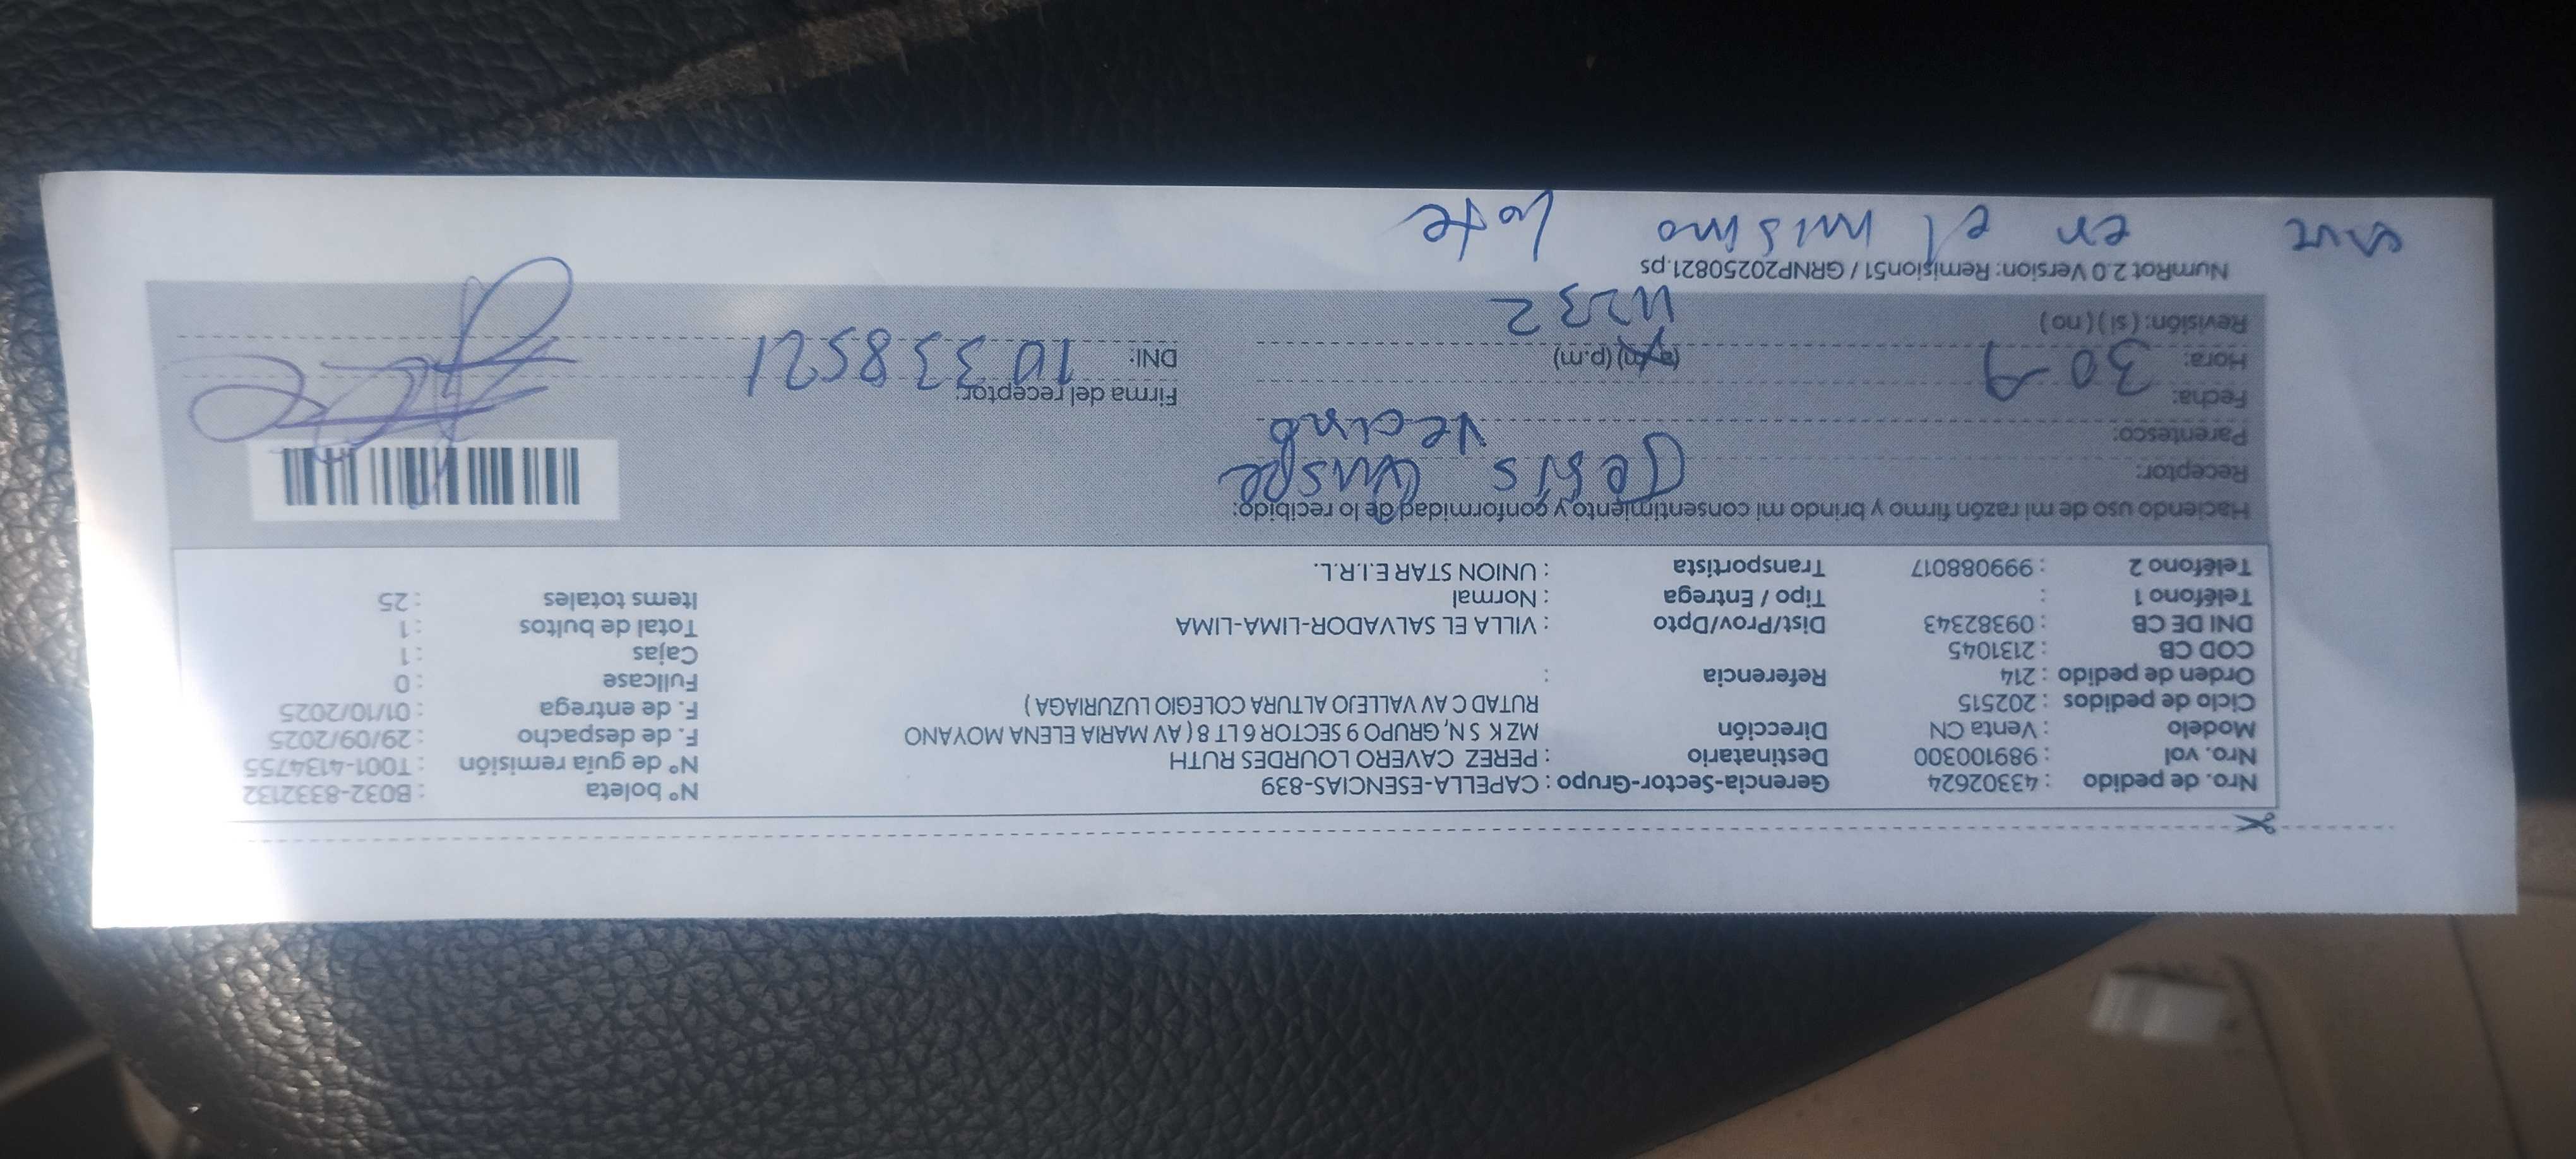 Nro. de pedido : 43302624 Gerencia-Sector-Grupo : CAPELLA-ESENCIAS-839 N° boleta : B032-8332132
Nro. vol : 989100300 Destinatario : PEREZ CAVERO LOURDES RUTH N° de guía remisión : T001-4134755
Modelo : Venta CN Dirección MZ K S N, GRUPO 9 SECTOR 6 LT 8 ( AV MARIA ELENA MOYANO F. de despacho : 29/09/2025
Ciclo de pedidos : 202515 RUTAD C AV VALLEJO ALTURA COLEGIO LUZURIAGA ) F. de entrega : 01/10/2025
Orden de pedido : 214 Referencia : Fullcase : 0
COD CB : 2131045 Cajas : 1
DNI DE CB : 09382343 Dist/Prov/Dpto : VILLA EL SALVADOR-LIMA-LIMA Total de bultos : 1
Teléfono 1 : Tipo / Entrega : Normal Items totales : 25
Teléfono 2 : 999088017 Transportista : UNION STAR E.I.R.L.
Haciendo uso de mi razón firmo y brindo mi consentimiento y conformidad de lo recibido:
Receptor: Quispe
Parentesco: vecino
Fecha: 30-9 Firma del receptor:
Hora: (a.m) (p.m) DNI: 10338521
Revisión: ( si ) ( no )
NumRot 2.0 Version: Remision51 / GRNP20250821.ps
vive en el mismo lote